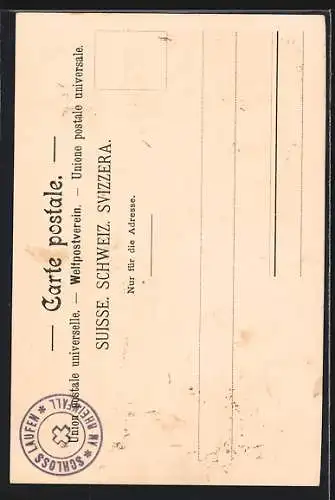 — Carte postale. —
Union postale universelle. — Weltpostverein. — Unione postale universale.
SUISSE. SCHWEIZ. SVIZZERA.
Nur für die Adresse.
* SCHLOSS LAUFEN *
AM RHEINFALL